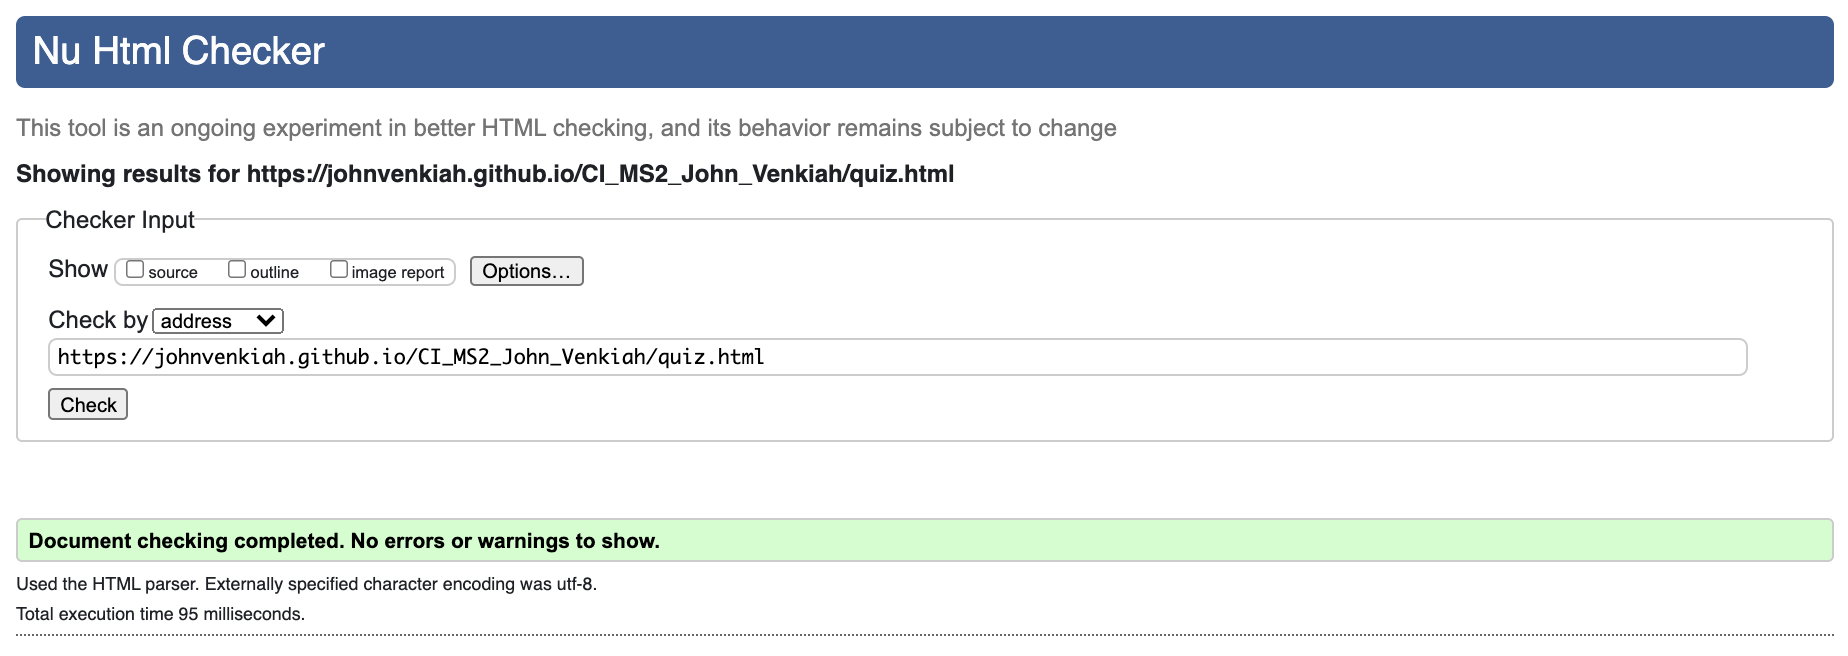 Nu Html Checker
This tool is an ongoing experiment in better HTML checking, and its behavior remains subject to change
Showing results for https://johnvenkiah.github.io/CI_MS2_John_Venkiah/quiz.html
Checker Input
Show source outline image report Options...
Check by address
https://johnvenkiah.github.io/CI_MS2_John_Venkiah/quiz.html
Check
Document checking completed. No errors or warnings to show.
Used the HTML parser. Externally specified character encoding was utf-8.
Total execution time 95 milliseconds.